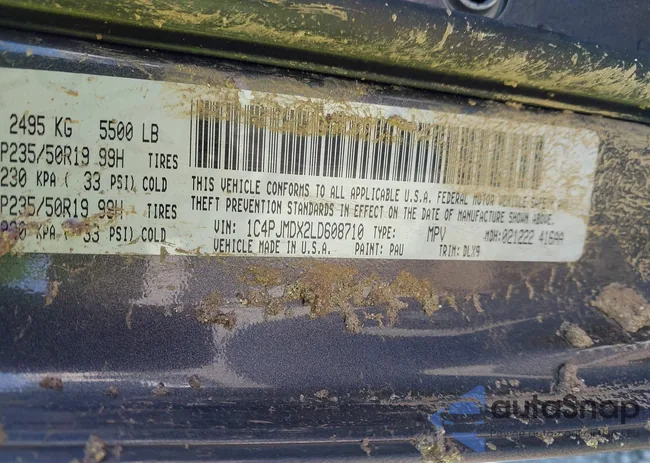 2495 KG 5500 LB
P235/50R19 99H TIRES
230 KPA ( 33 PSI) COLD
P235/50R19 99H TIRES
230 KPA ( 33 PSI) COLD
THIS VEHICLE CONFORMS TO ALL APPLICABLE U.S.A. FEDERAL MOTOR VEHICLE SAFETY
THEFT PREVENTION STANDARDS IN EFFECT ON THE DATE OF MANUFACTURE SHOWN ABOVE.
VIN: 1C4PJMDX2LD608710 TYPE: MPV MDH: 021222 416AA
VEHICLE MADE IN U.S.A. PAINT: PAU TRIM: DLX9
autoSnap